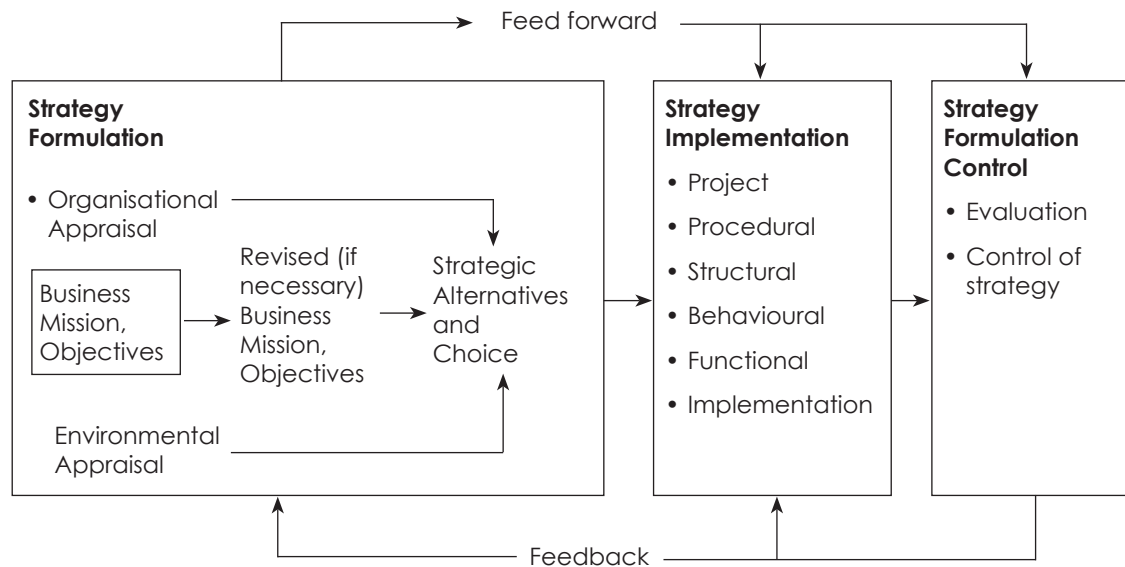 Feed forward
Strategy
Formulation
• Organisational
Appraisal
Business
Mission,
Objectives
Revised (if
necessary)
Business
Mission,
Objectives
Strategic
Alternatives
and
Choice
Environmental
Appraisal
Strategy
Implementation
• Project
• Procedural
• Structural
• Behavioural
• Functional
• Implementation
Strategy
Formulation
Control
• Evaluation
• Control of
strategy
Feedback